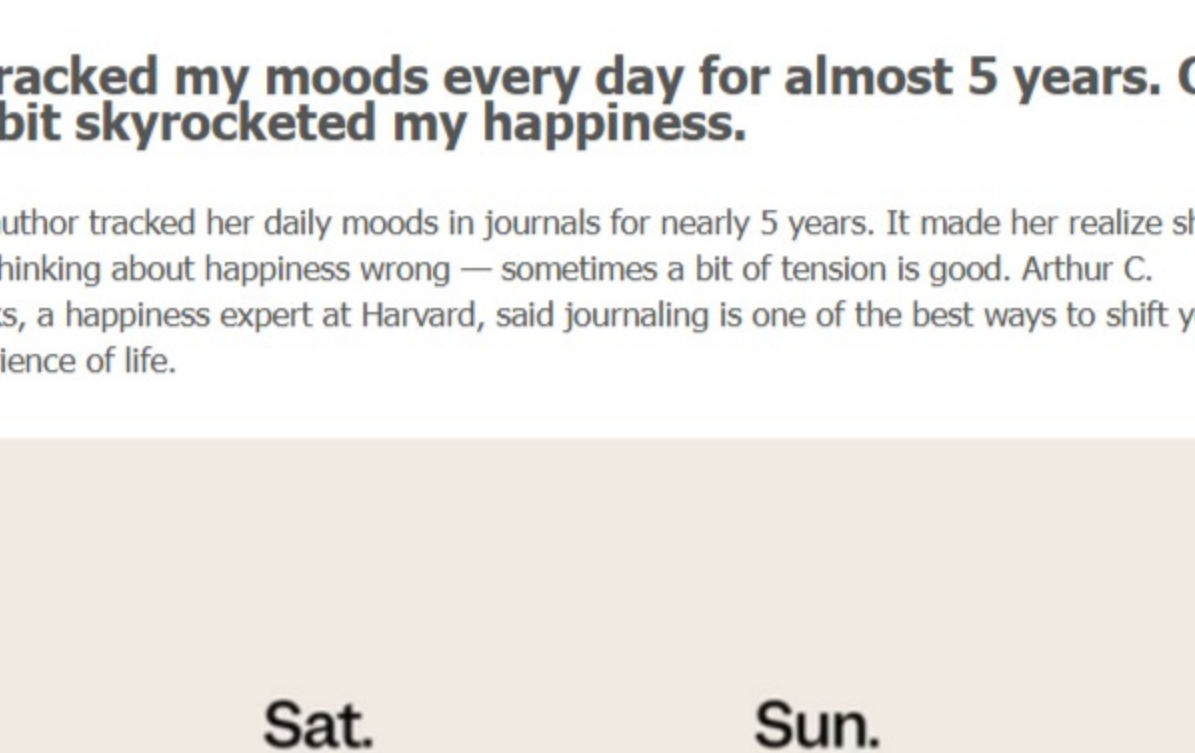 racked my moods every day for almost 5 years.
bit skyrocketed my happiness.
uthor tracked her daily moods in journals for nearly 5 years. It made her realize sh
hinking about happiness wrong — sometimes a bit of tension is good. Arthur C.
s, a happiness expert at Harvard, said journaling is one of the best ways to shift y
ience of life.
Sat. Sun.